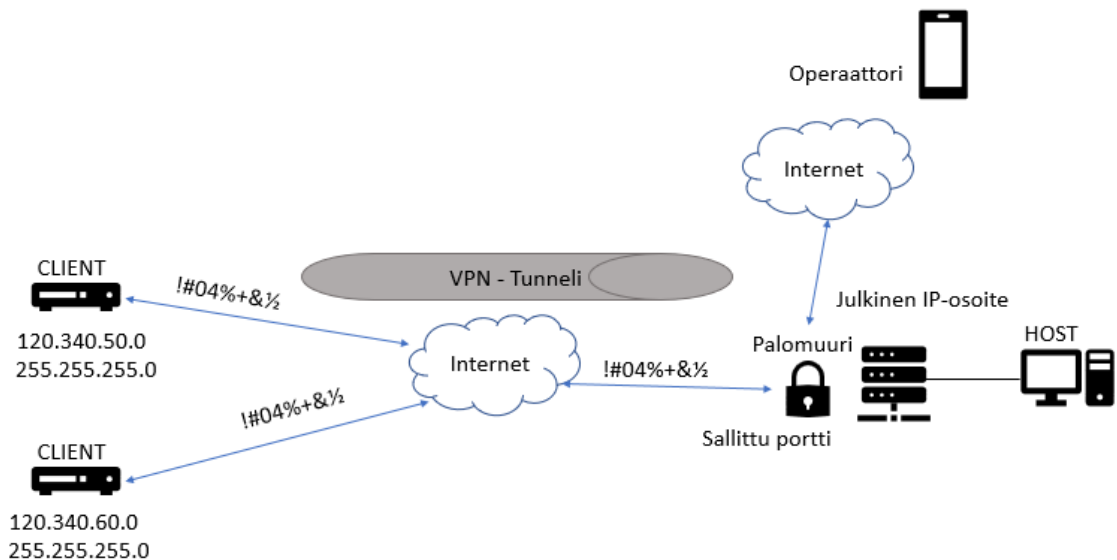 Operaattori
Internet
VPN - Tunneli
CLIENT
!#04%+&½
120.340.50.0
255.255.255.0
Internet
Julkinen IP-osoite
Palomuuri
HOST
!#04%+&½
!#04%+&½
Sallittu portti
CLIENT
120.340.60.0
255.255.255.0